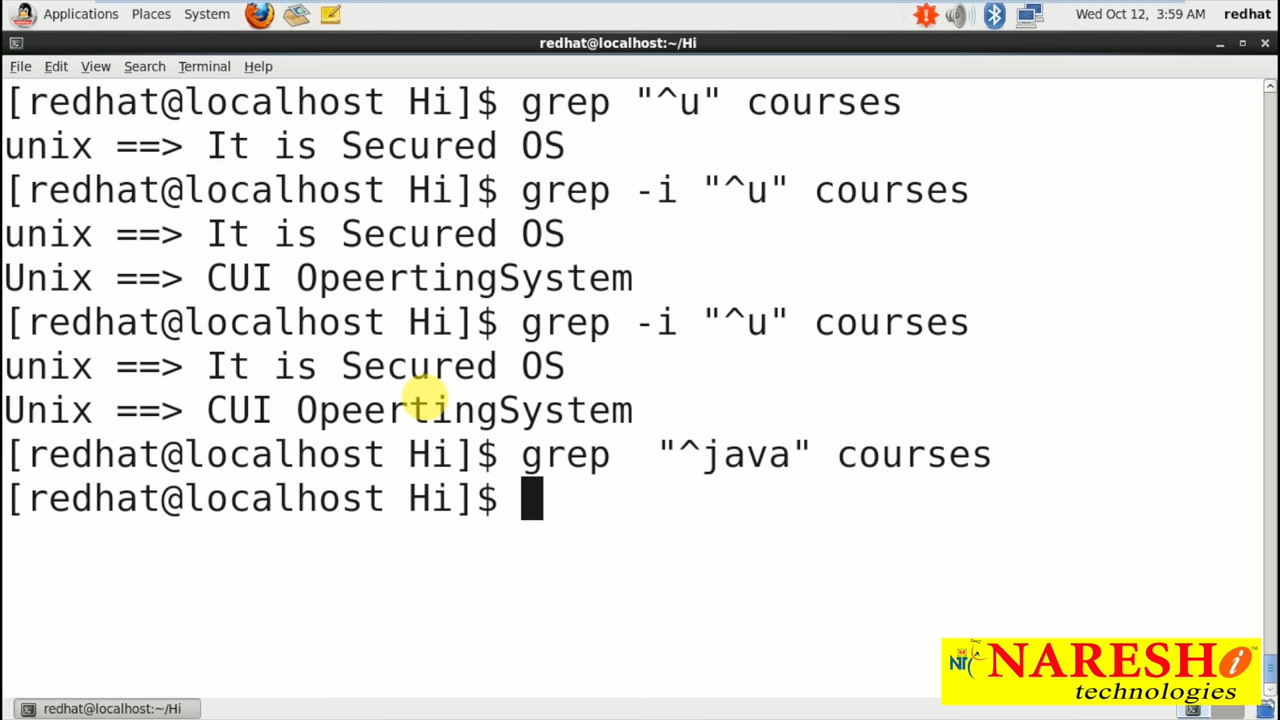 Applications Places System Wed Oct 12, 3:59 AM redhat
redhat@localhost:~/Hi
File Edit View Search Terminal Help
[redhat@localhost Hi]$ grep "^u" courses
unix ==> It is Secured OS
[redhat@localhost Hi]$ grep -i "^u" courses
unix ==> It is Secured OS
Unix ==> CUI OpeertingSystem
[redhat@localhost Hi]$ grep -i "^u" courses
unix ==> It is Secured OS
Unix ==> CUI OpeertingSystem
[redhat@localhost Hi]$ grep  "^java" courses
[redhat@localhost Hi]$
NARESH i
technologies
redhat@localhost:~/Hi